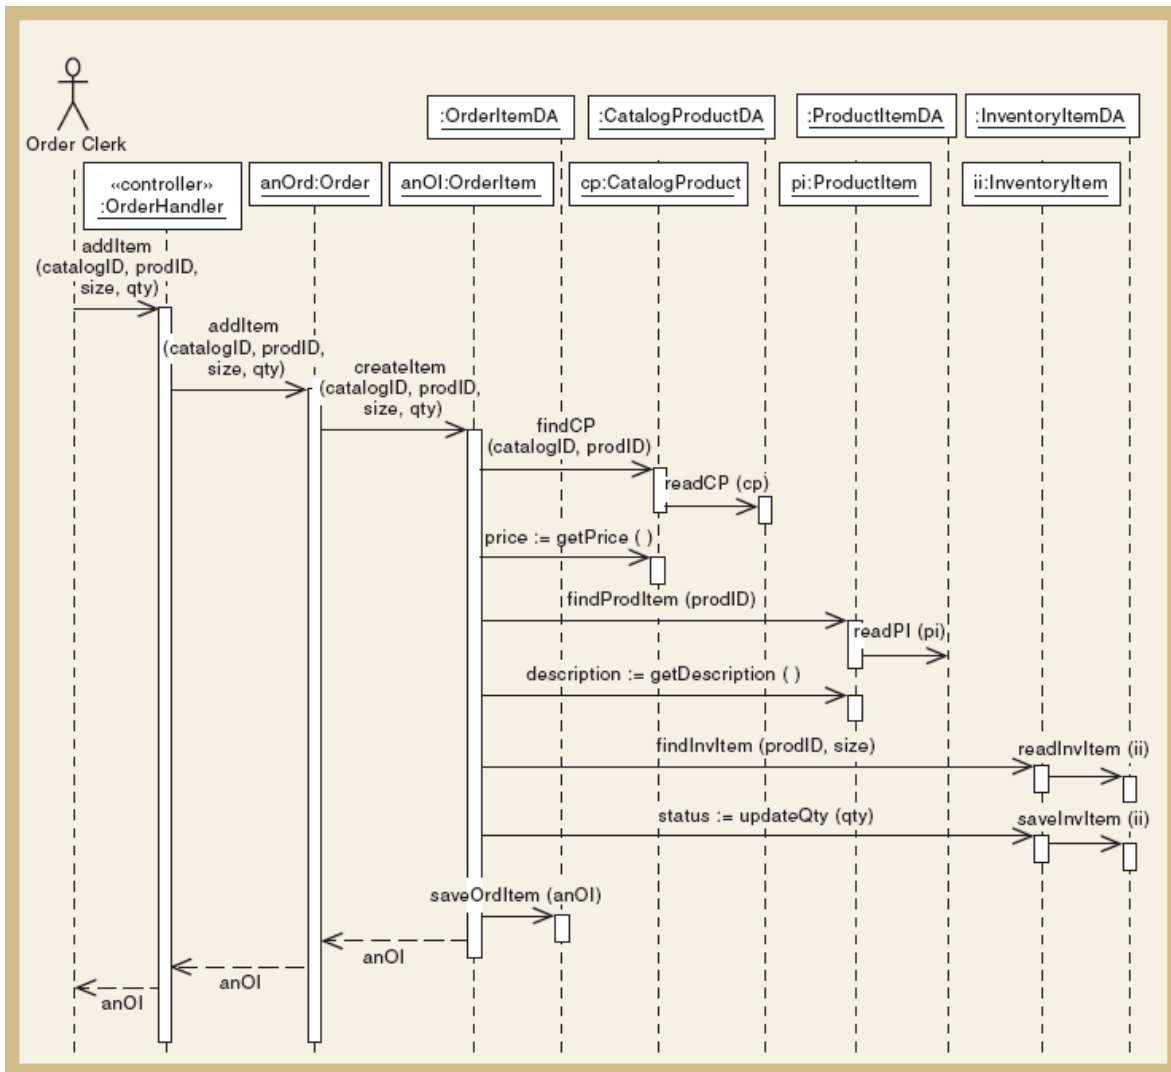 Order Clerk
:OrderItemDA
:CatalogProductDA
:ProductItemDA
:InventoryItemDA
«controller»
:OrderHandler
anOrd:Order
anOI:OrderItem
cp:CatalogProduct
pi:ProductItem
ii:InventoryItem
addItem
(catalogID, prodID,
size, qty)
addItem
(catalogID, prodID,
size, qty)
createItem
(catalogID, prodID,
size, qty)
findCP
(catalogID, prodID)
readCP (cp)
price := getPrice ( )
findProdItem (prodID)
readPI (pi)
description := getDescription ( )
findInvItem (prodID, size)
readInvItem (ii)
status := updateQty (qty)
saveInvItem (ii)
saveOrdItem (anOI)
anOI
anOI
anOI